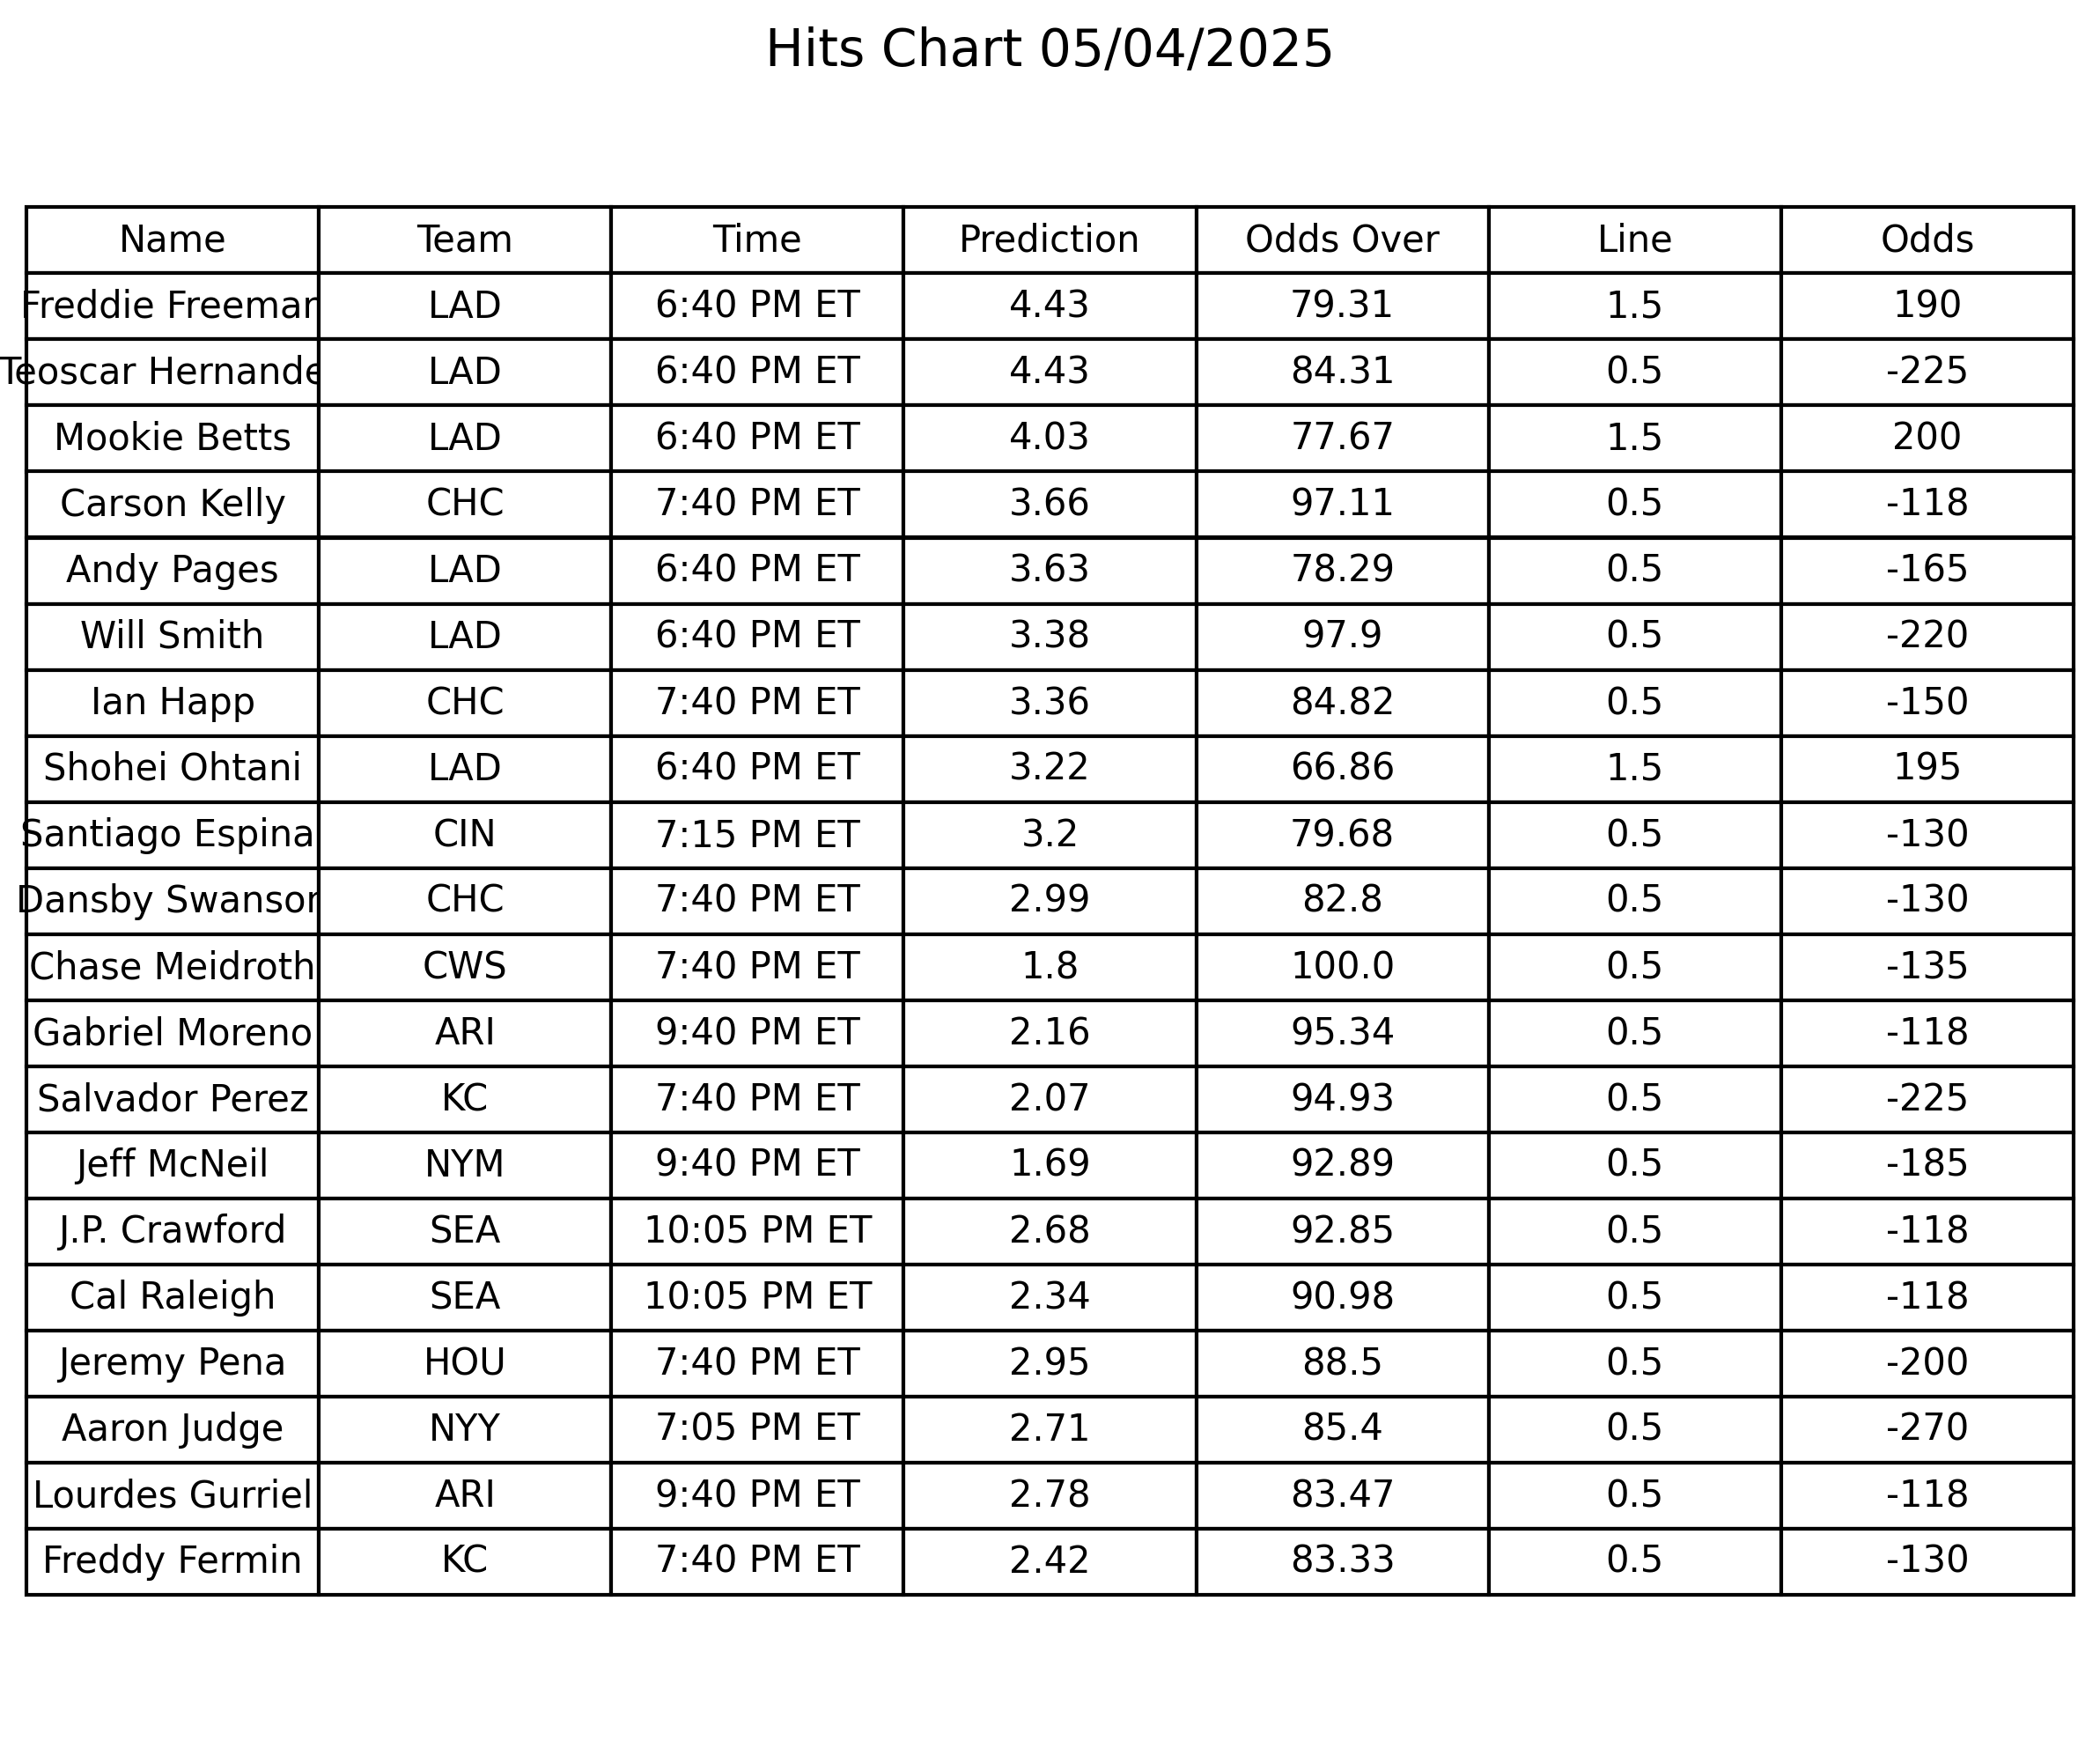 Hits Chart 05/04/2025
Name Team Time Prediction Odds Over Line Odds
Freddie Freeman LAD 6:40 PM ET 4.43 79.31 1.5 190
Teoscar Hernande LAD 6:40 PM ET 4.43 84.31 0.5 -225
Mookie Betts LAD 6:40 PM ET 4.03 77.67 1.5 200
Carson Kelly CHC 7:40 PM ET 3.66 97.11 0.5 -118
Andy Pages LAD 6:40 PM ET 3.63 78.29 0.5 -165
Will Smith LAD 6:40 PM ET 3.38 97.9 0.5 -220
Ian Happ CHC 7:40 PM ET 3.36 84.82 0.5 -150
Shohei Ohtani LAD 6:40 PM ET 3.22 66.86 1.5 195
Santiago Espina CIN 7:15 PM ET 3.2 79.68 0.5 -130
Dansby Swanson CHC 7:40 PM ET 2.99 82.8 0.5 -130
Chase Meidroth CWS 7:40 PM ET 1.8 100.0 0.5 -135
Gabriel Moreno ARI 9:40 PM ET 2.16 95.34 0.5 -118
Salvador Perez KC 7:40 PM ET 2.07 94.93 0.5 -225
Jeff McNeil NYM 9:40 PM ET 1.69 92.89 0.5 -185
J.P. Crawford SEA 10:05 PM ET 2.68 92.85 0.5 -118
Cal Raleigh SEA 10:05 PM ET 2.34 90.98 0.5 -118
Jeremy Pena HOU 7:40 PM ET 2.95 88.5 0.5 -200
Aaron Judge NYY 7:05 PM ET 2.71 85.4 0.5 -270
Lourdes Gurriel ARI 9:40 PM ET 2.78 83.47 0.5 -118
Freddy Fermin KC 7:40 PM ET 2.42 83.33 0.5 -130